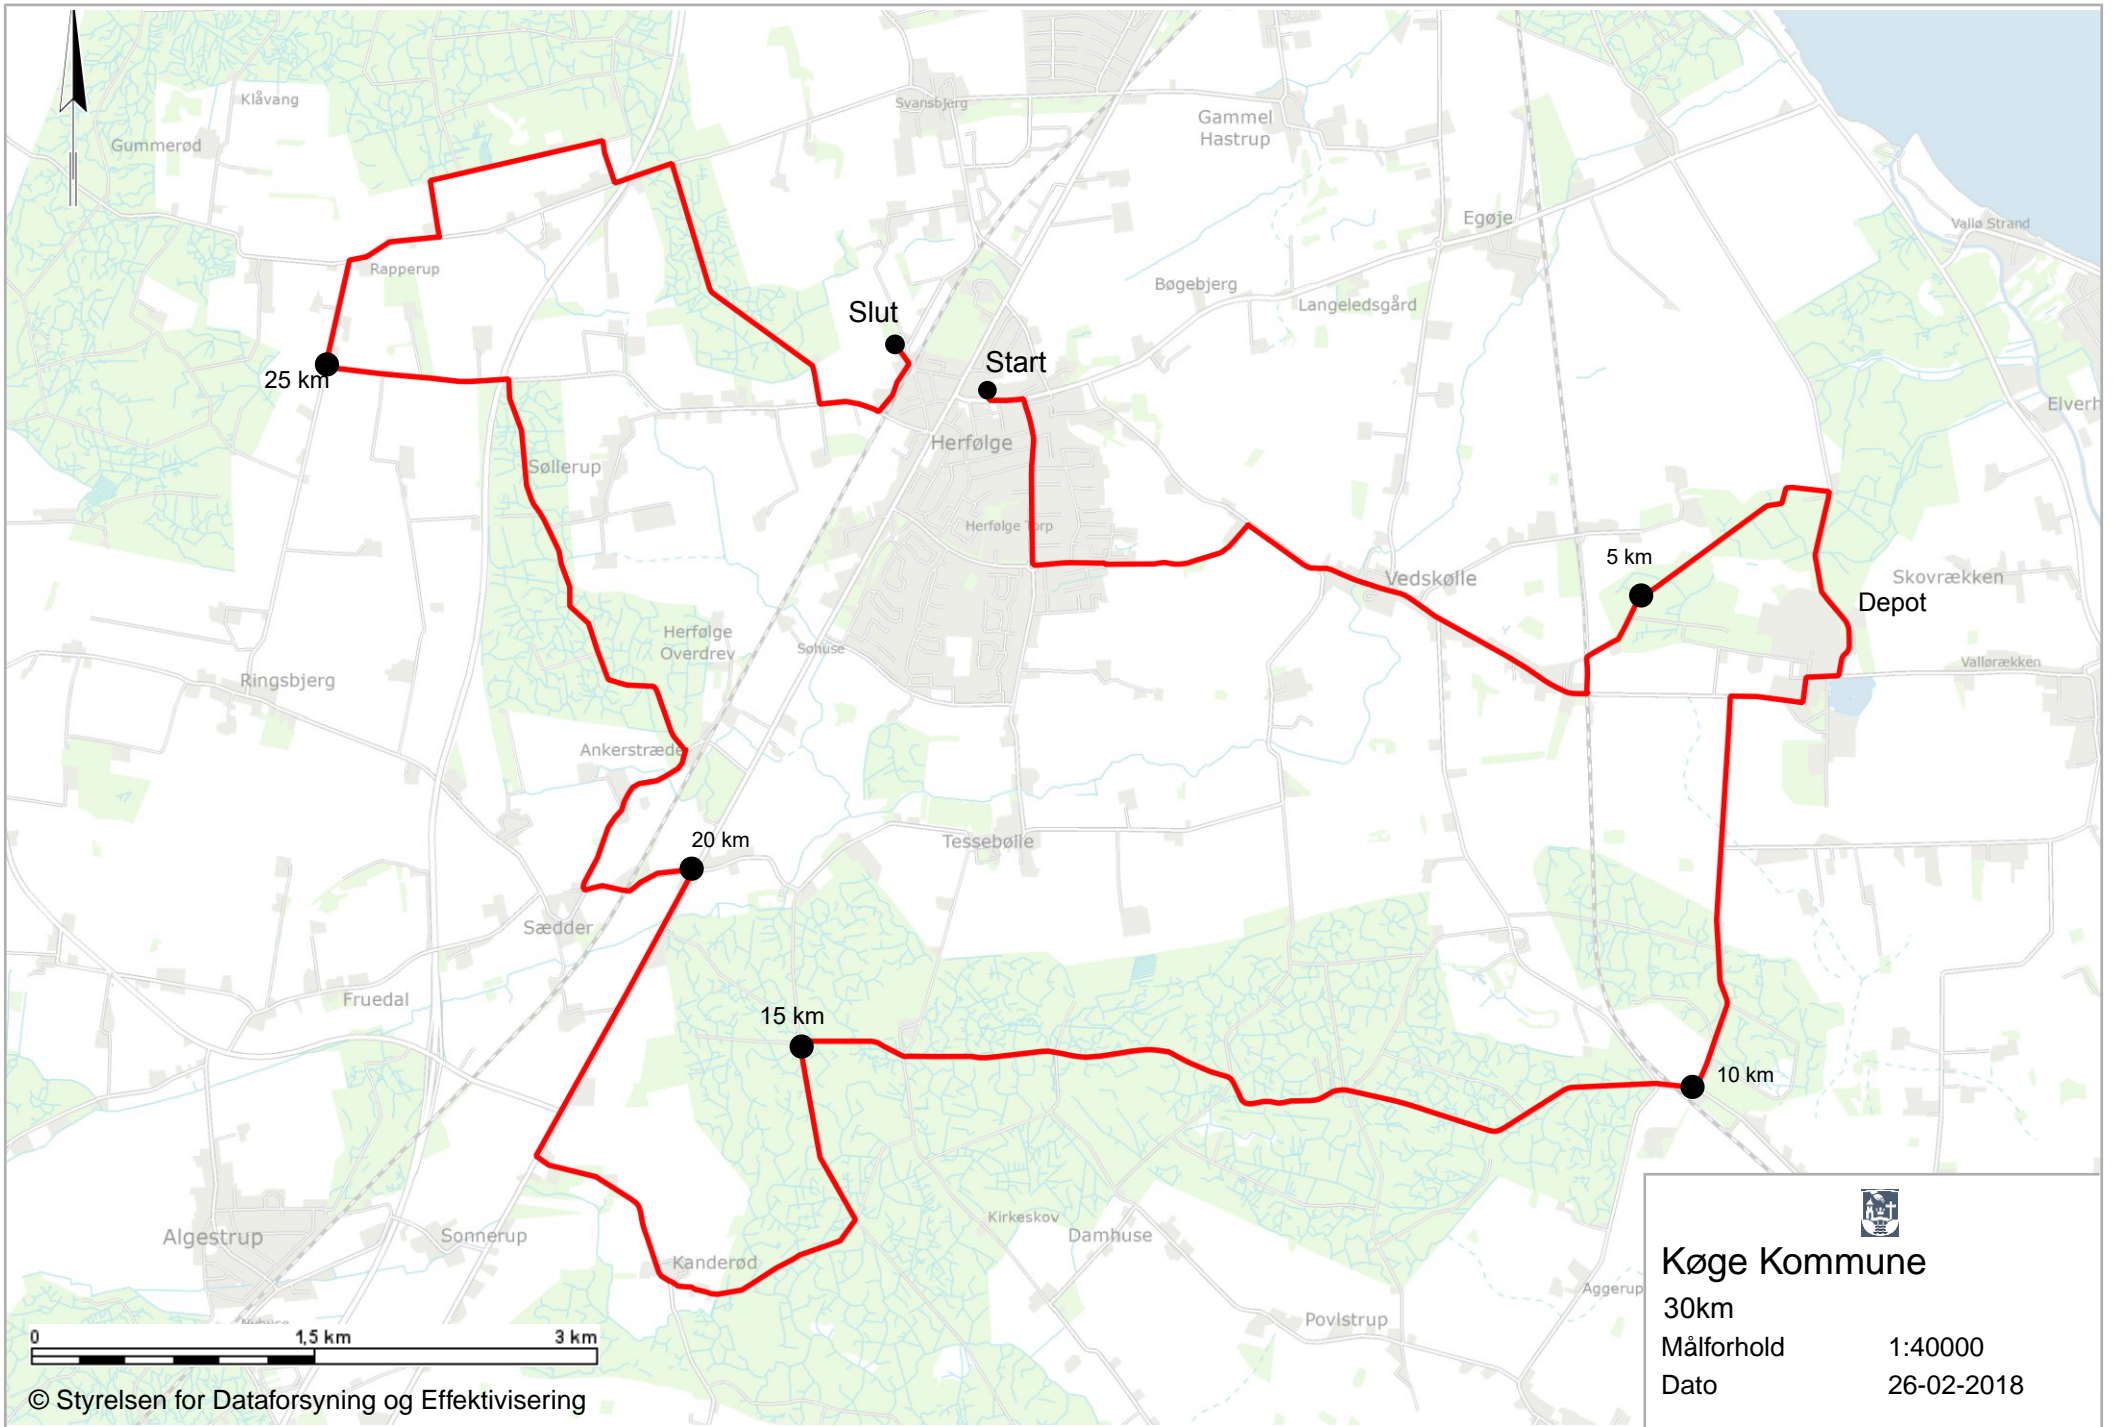 Klåvang
Svansbjerg
Gammel
Hastrup
Gummerød
Egøje
Vallø Strand
Rapperup
Bøgebjerg
Langeledsgård
Slut
Start
25 km
Elverh
Herfølge
Søllerup
Herfølge Torp
5 km
Vedskølle
Skovrækken
Depot
Herfølge
Overdrev
Søhuse
Vallørækken
Ringsbjerg
Ankerstræde
20 km
Tessebølle
Sædder
Fruedal
15 km
10 km
Kirkeskov
Damhuse
Algestrup
Sonnerup
Kanderød
Aggerup
Povlstrup
Nyhuse
Køge Kommune
30km
Målforhold 1:40000
Dato 26-02-2018
0 1,5 km 3 km
© Styrelsen for Dataforsyning og Effektivisering